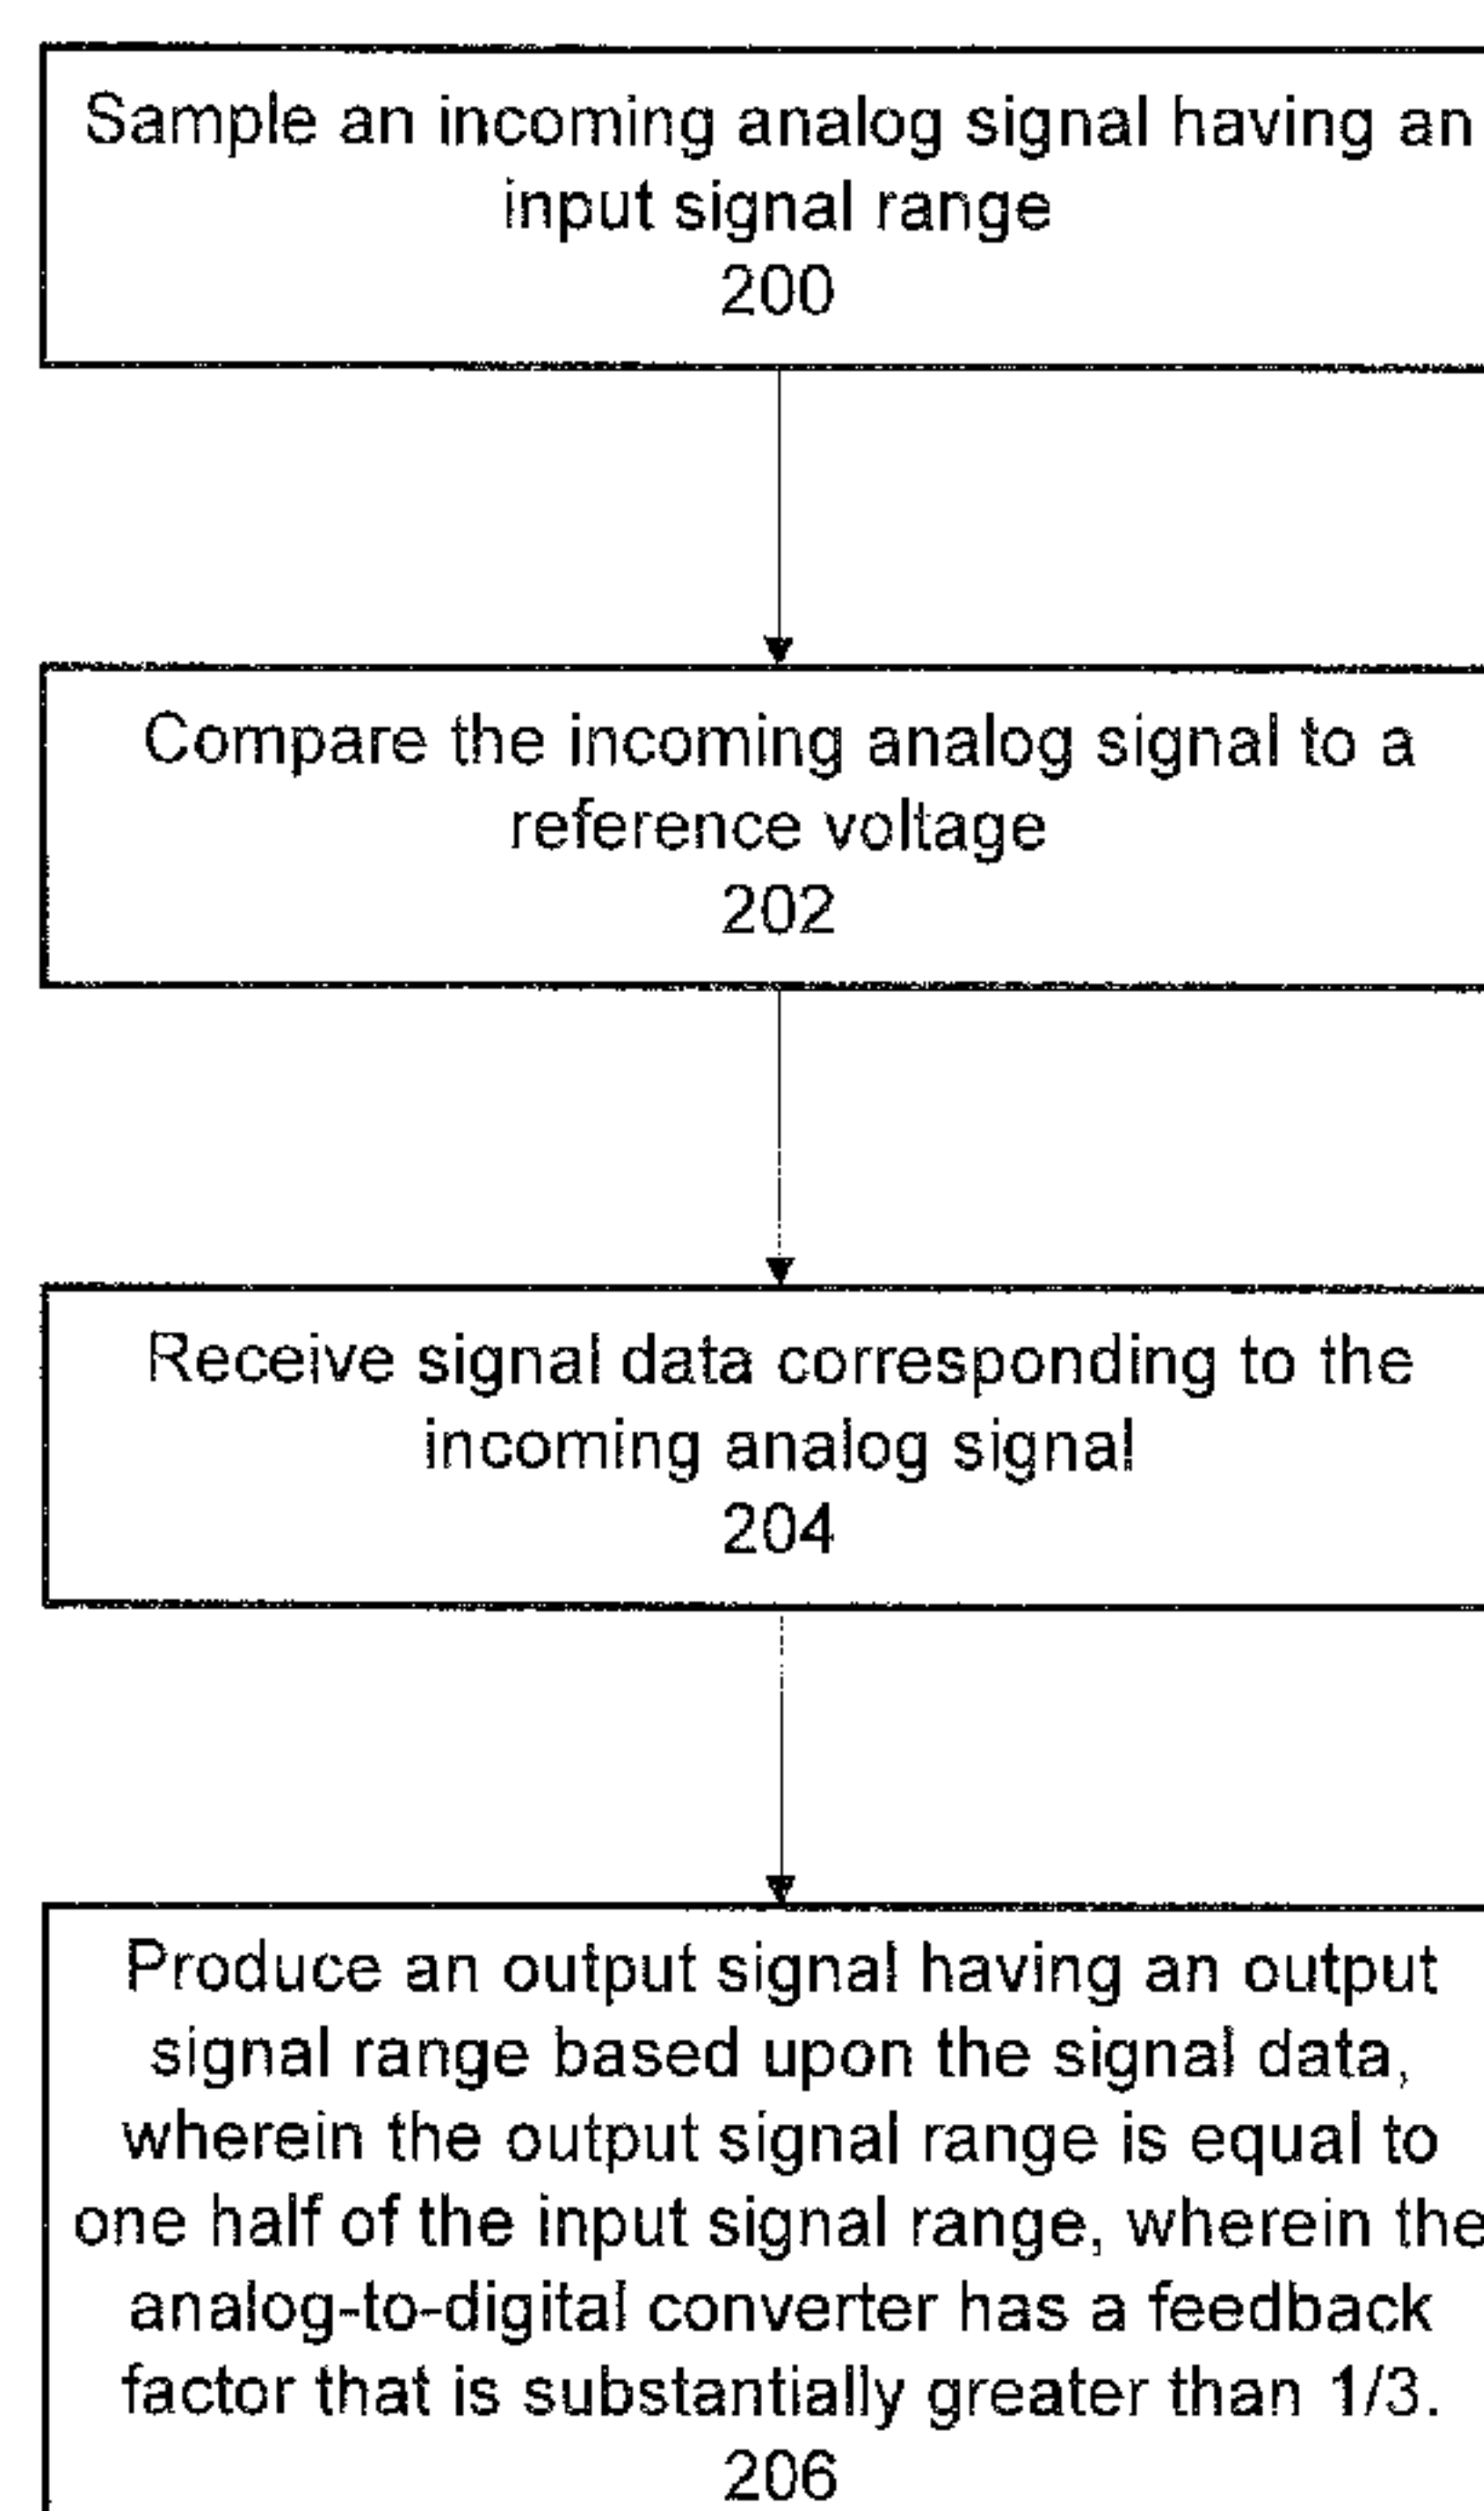 Sample an incoming analog signal having an
input signal range
200
Compare the incoming analog signal to a
reference voltage
202
Receive signal data corresponding to the
incoming analog signal
204
Produce an output signal having an output
signal range based upon the signal data,
wherein the output signal range is equal to
one half of the input signal range, wherein the
analog-to-digital converter has a feedback
factor that is substantially greater than 1/3.
206